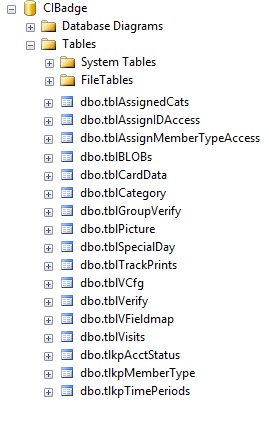 CIBadge
Database Diagrams
Tables
System Tables
FileTables
dbo.tblAssignedCats
dbo.tblAssignIDAccess
dbo.tblAssignMemberTypeAccess
dbo.tblBLOBs
dbo.tblCardData
dbo.tblCategory
dbo.tblGroupVerify
dbo.tblPicture
dbo.tblSpecialDay
dbo.tblTrackPrints
dbo.tblVCfg
dbo.tblVerify
dbo.tblVFieldmap
dbo.tblVisits
dbo.tlkpAcctStatus
dbo.tlkpMemberType
dbo.tlkpTimePeriods